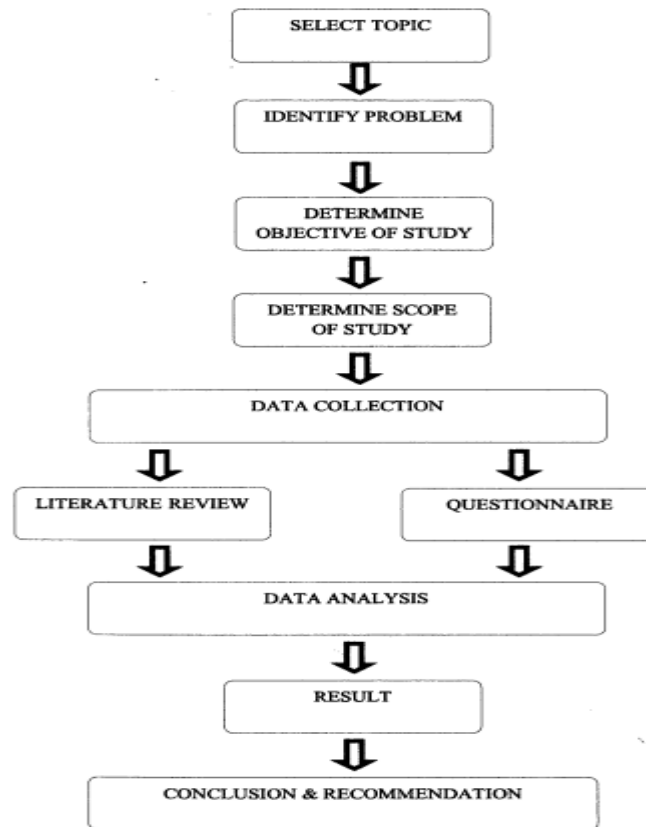 SELECT TOPIC
IDENTIFY PROBLEM
DETERMINE
OBJECTIVE OF STUDY
DETERMINE SCOPE
OF STUDY
DATA COLLECTION
LITERATURE REVIEW
QUESTIONNAIRE
DATA ANALYSIS
RESULT
CONCLUSION & RECOMMENDATION